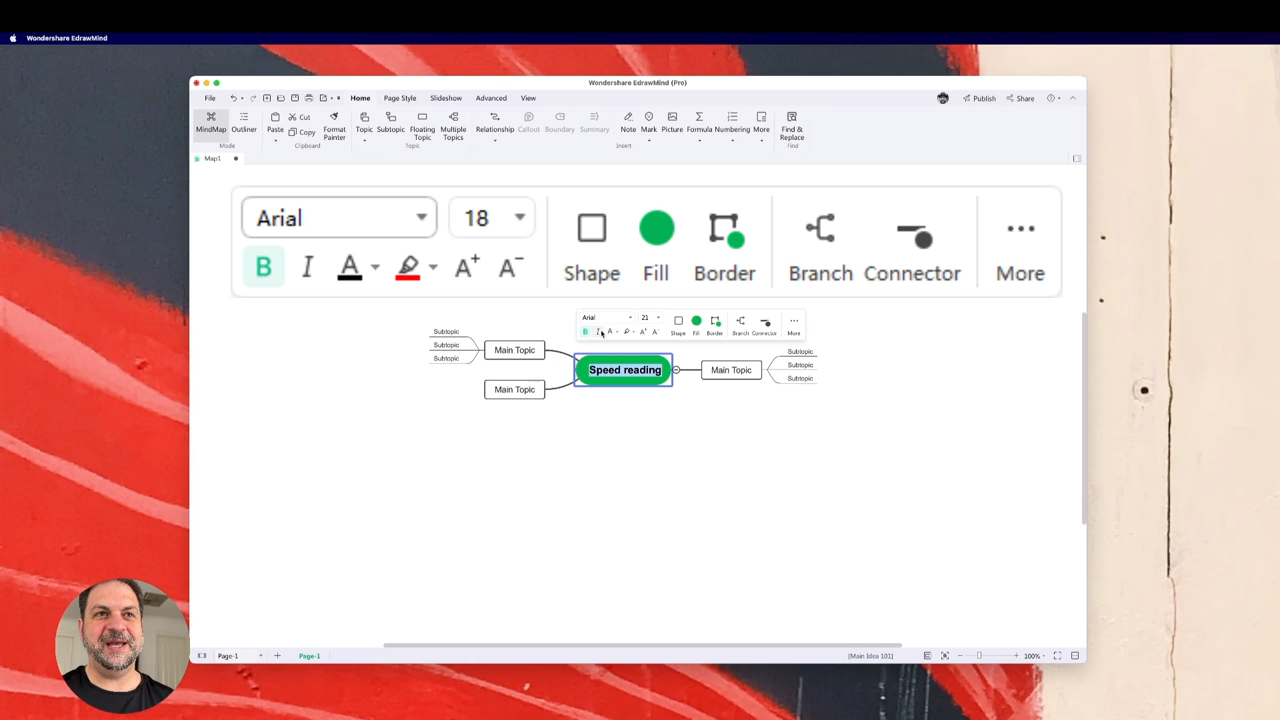 Wondershare EdrawMind
Wondershare EdrawMind (Pro)
File Home Page Style Slideshow Advanced View Publish Share
MindMap Outliner Paste Cut Copy Format Painter Topic Subtopic Floating Topic Multiple Topics Relationship Callout Boundary Summary Note Mark Picture Formula Numbering More Find & Replace
Mode Clipboard Topic Insert Find
Map1
Arial 18
B I A A+ A- Shape Fill Border Branch Connector More
Arial 21
B I A A+ A- Shape Fill Border Branch Connector More
Subtopic
Subtopic
Subtopic
Main Topic
Main Topic
Speed reading
Main Topic
Subtopic
Subtopic
Subtopic
Page-1 + Page-1 [Main Idea 101] 100%